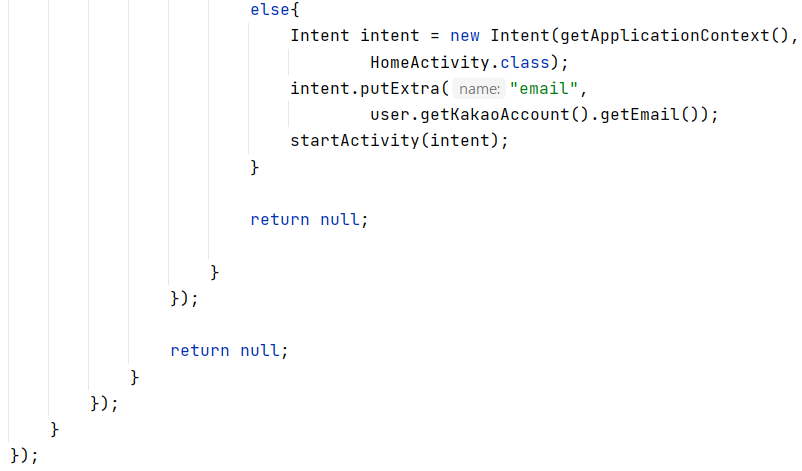 else{
Intent intent = new Intent(getApplicationContext(),
HomeActivity.class);
intent.putExtra( name: "email",
user.getKakaoAccount().getEmail());
startActivity(intent);
}
return null;
}
});
return null;
}
});
}
});